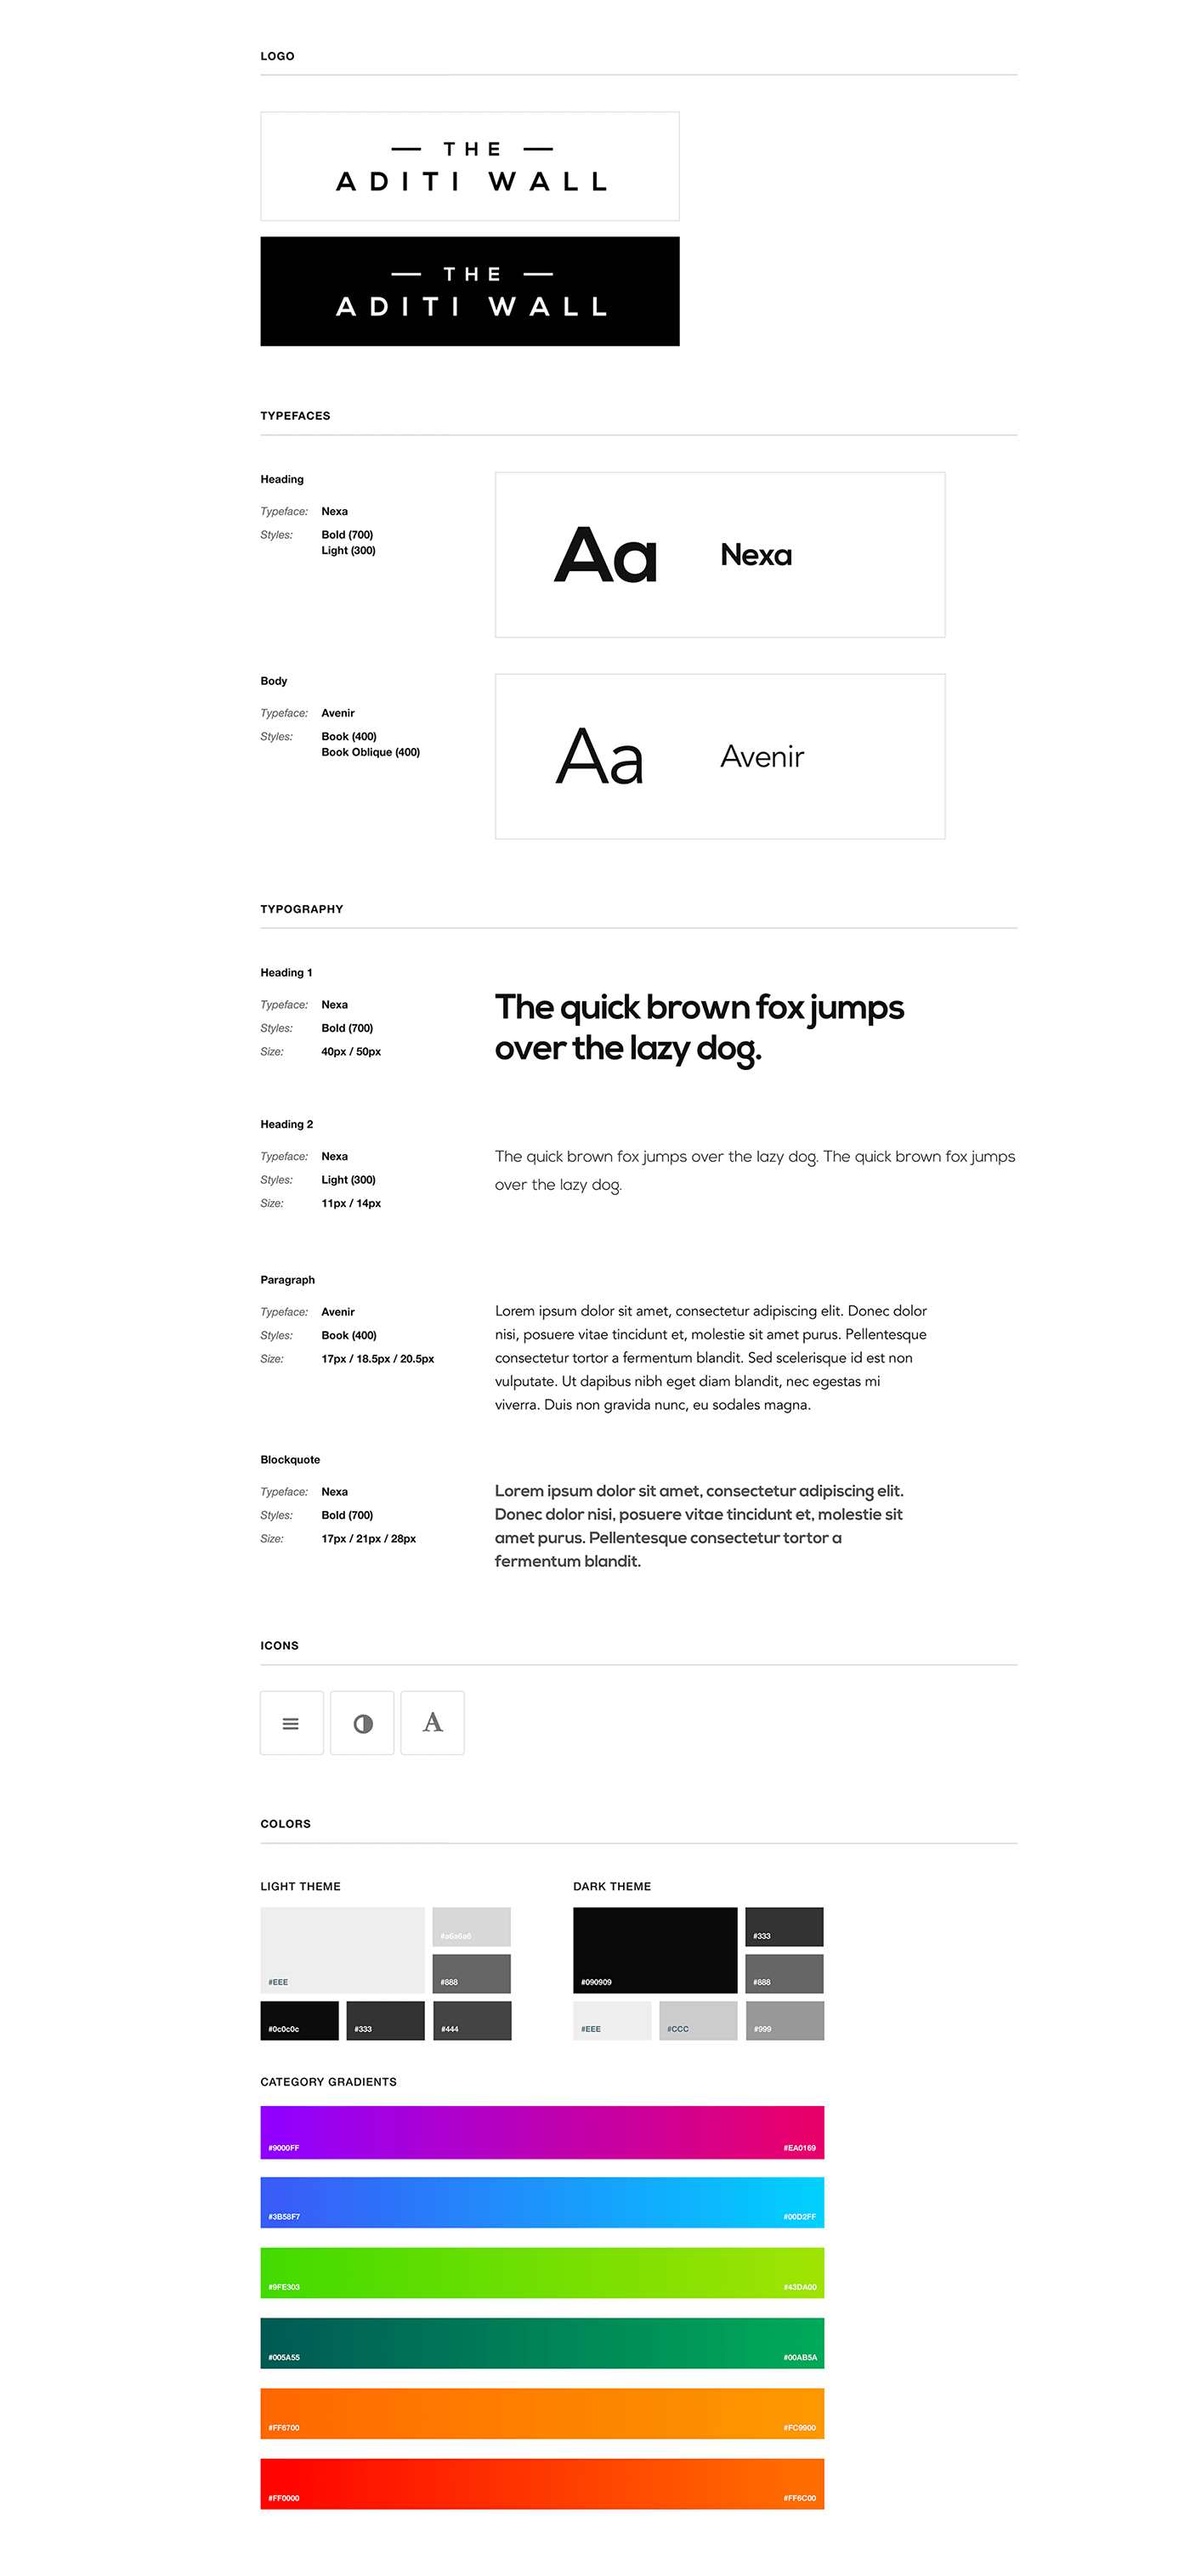 LOGO
THE
ADITI WALL
THE
ADITI WALL
TYPEFACES
Heading
Typeface: Nexa
Styles: Bold (700)
Light (300)
Aa Nexa
Body
Typeface: Avenir
Styles: Book (400)
Book Oblique (400)
Aa Avenir
TYPOGRAPHY
Heading 1
Typeface: Nexa
Styles: Bold (700)
Size: 40px / 50px
The quick brown fox jumps
over the lazy dog.
Heading 2
Typeface: Nexa
Styles: Light (300)
Size: 11px / 14px
The quick brown fox jumps over the lazy dog. The quick brown fox jumps
over the lazy dog.
Paragraph
Typeface: Avenir
Styles: Book (400)
Size: 17px / 18.5px / 20.5px
Lorem ipsum dolor sit amet, consectetur adipiscing elit. Donec dolor
nisi, posuere vitae tincidunt et, molestie sit amet purus. Pellentesque
consectetur tortor a fermentum blandit. Sed scelerisque id est non
vulputate. Ut dapibus nibh eget diam blandit, nec egestas mi
viverra. Duis non gravida nunc, eu sodales magna.
Blockquote
Typeface: Nexa
Styles: Bold (700)
Size: 17px / 21px / 28px
Lorem ipsum dolor sit amet, consectetur adipiscing elit.
Donec dolor nisi, posuere vitae tincidunt et, molestie sit
amet purus. Pellentesque consectetur tortor a
fermentum blandit.
ICONS
A
COLORS
LIGHT THEME
#a6a6a6
#EEE #888
#0c0c0c #333 #444
DARK THEME
#333
#090909 #888
#EEE #CCC #999
CATEGORY GRADIENTS
#9000FF #EA0169
#3B58F7 #00D2FF
#9FE303 #43DA00
#005A55 #00AB5A
#FF6700 #FC9900
#FF0000 #FF6C00